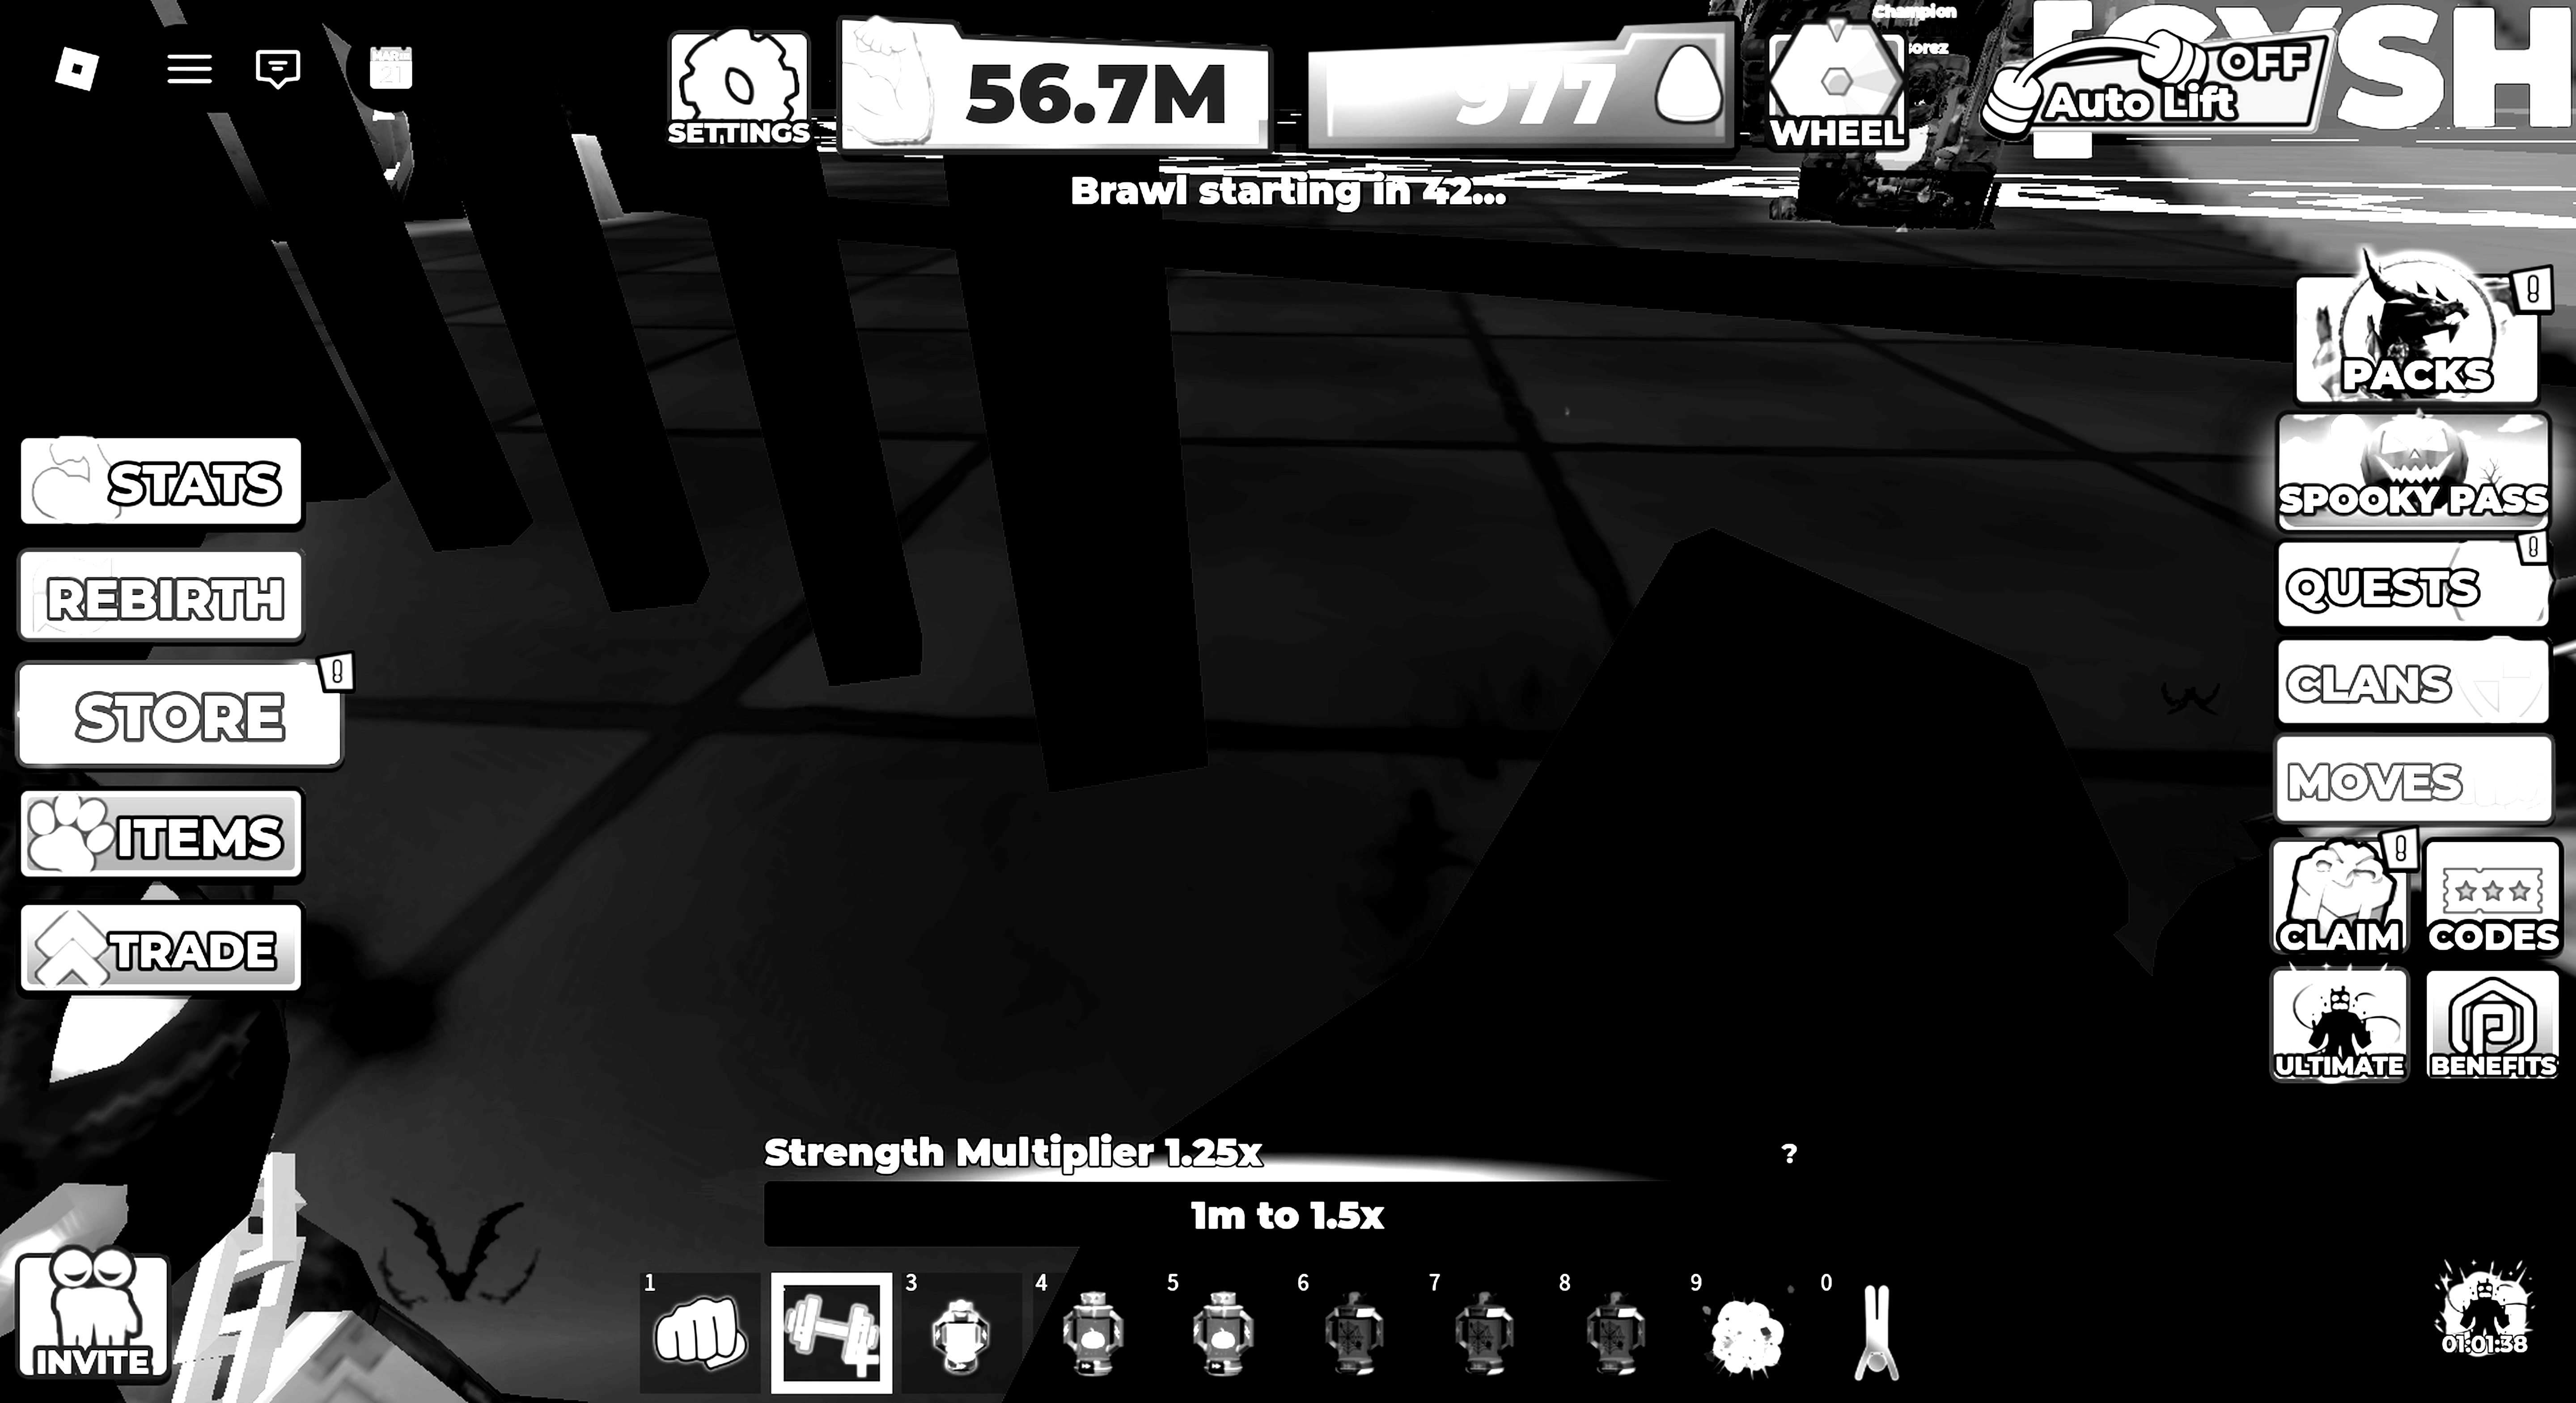 Champion
SETTINGS
56.7M
977
WHEEL
OFF
Auto Lift
Brawl starting in 42...
PACKS
SPOOKY PASS
QUESTS
CLANS
MOVES
CLAIM
CODES
ULTIMATE
BENEFITS
STATS
REBIRTH
STORE
ITEMS
TRADE
INVITE
Strength Multiplier 1.25x
?
1m to 1.5x
1
3
4
5
6
7
8
9
0
01:01:38